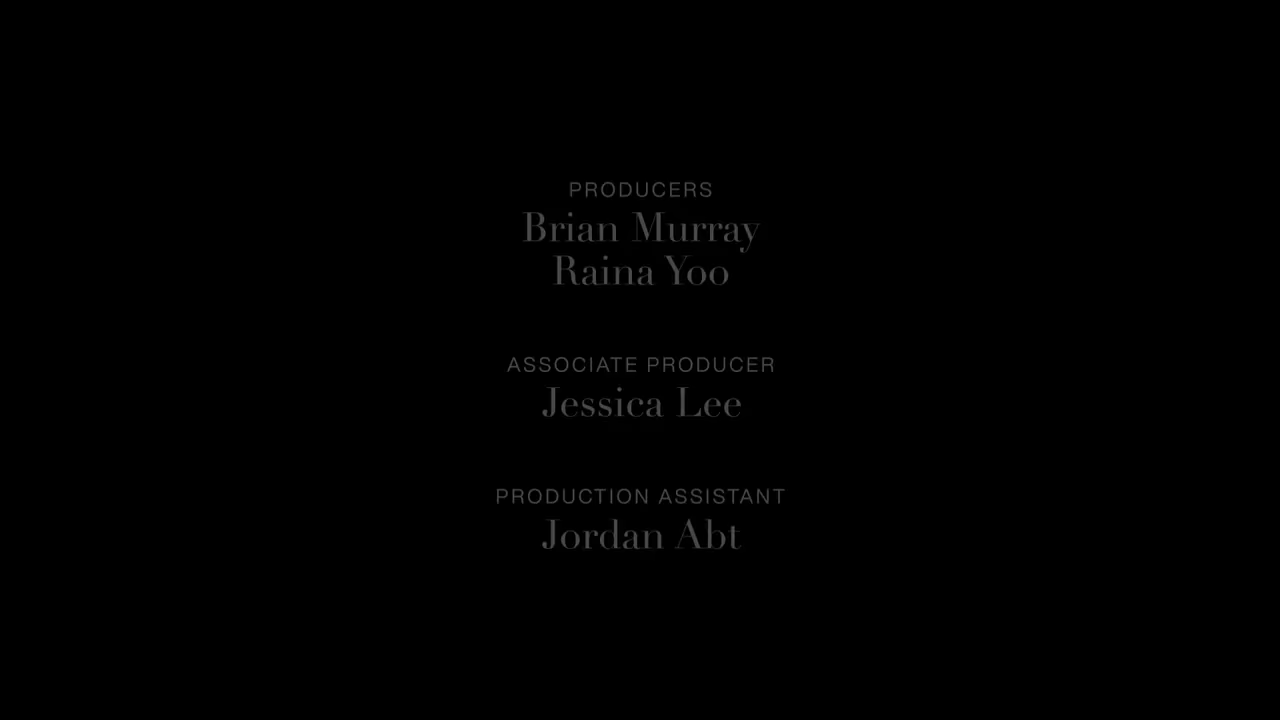 PRODUCERS
Brian Murray
Raina Yoo
ASSOCIATE PRODUCER
Jessica Lee
PRODUCTION ASSISTANT
Jordan Abt